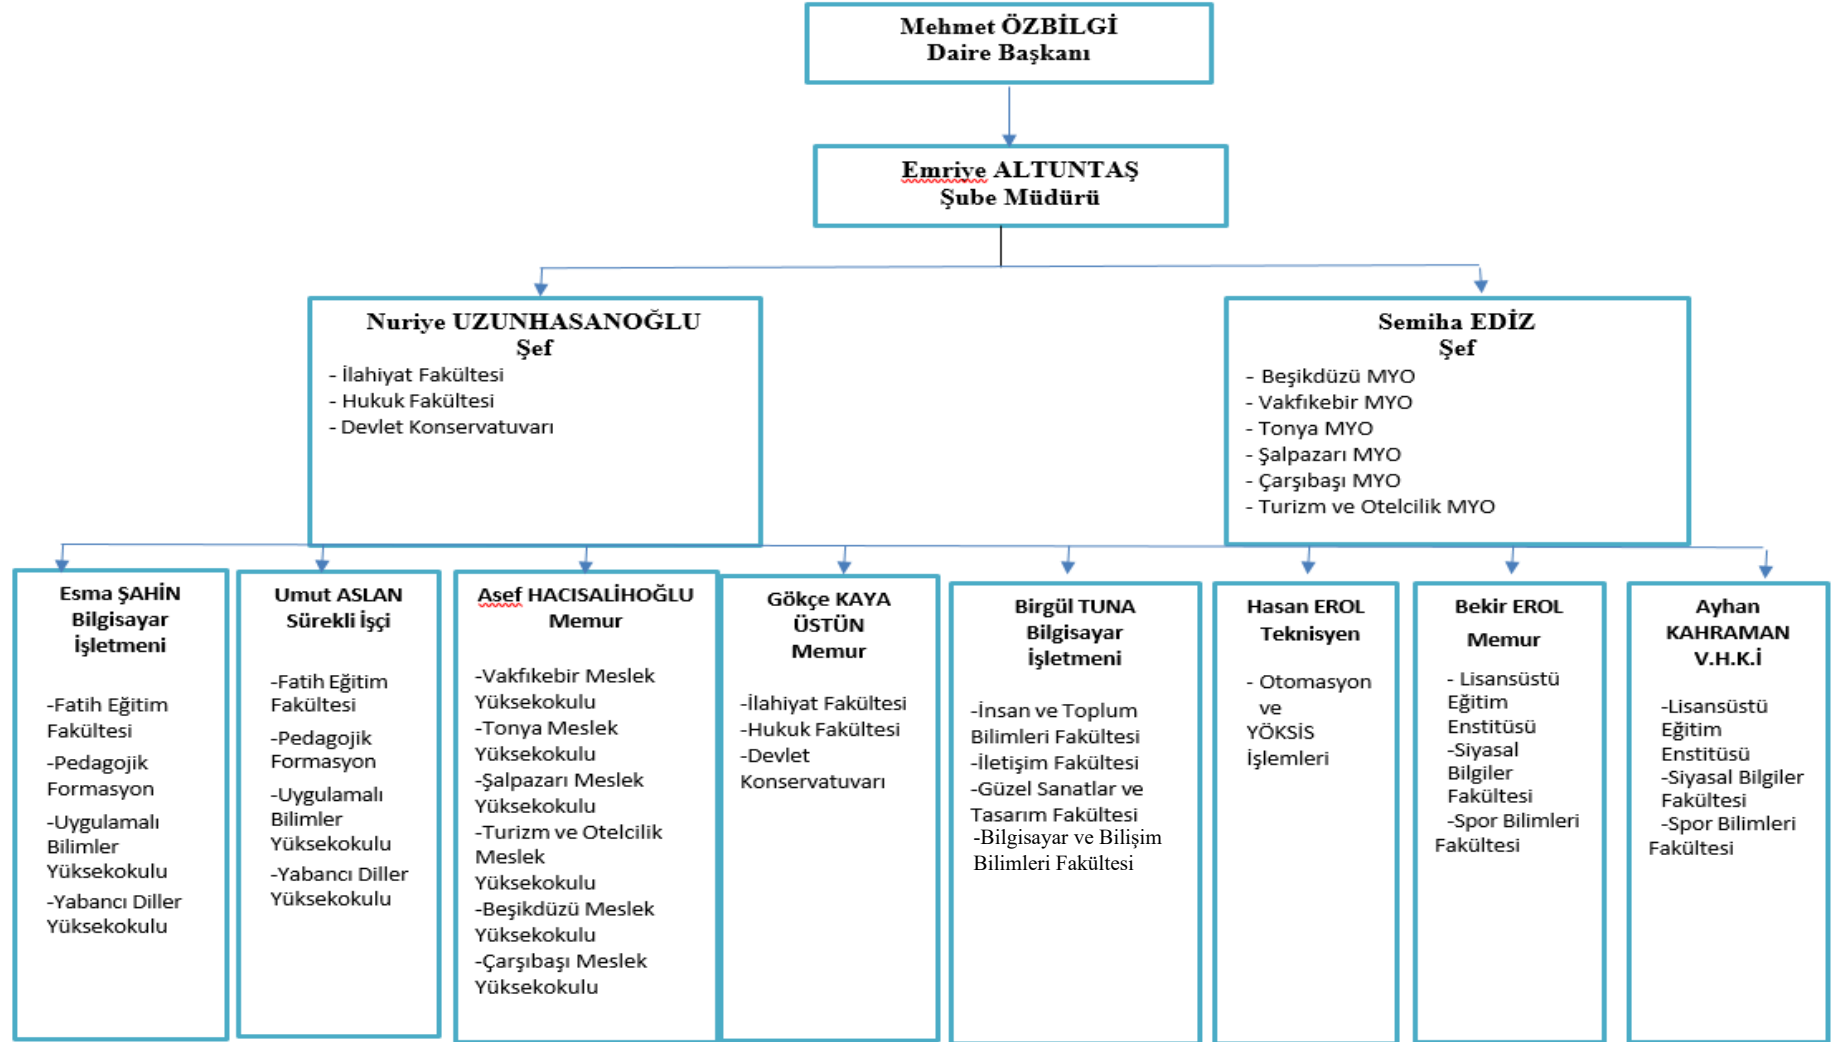 Mehmet ÖZBİLGİ
Daire Başkanı
Emriye ALTUNTAŞ
Şube Müdürü
Nuriye UZUNHASANOĞLU
Şef
- İlahiyat Fakültesi
- Hukuk Fakültesi
- Devlet Konservatuvarı
Semiha EDİZ
Şef
- Beşikdüzü MYO
- Vakfıkebir MYO
- Tonya MYO
- Şalpazarı MYO
- Çarşıbaşı MYO
- Turizm ve Otelcilik MYO
Esma ŞAHİN
Bilgisayar
İşletmeni
-Fatih Eğitim
Fakültesi
-Pedagojik
Formasyon
-Uygulamalı
Bilimler
Yüksekokulu
-Yabancı Diller
Yüksekokulu
Umut ASLAN
Sürekli İşçi
-Fatih Eğitim
Fakültesi
-Pedagojik
Formasyon
-Uygulamalı
Bilimler
Yüksekokulu
-Yabancı Diller
Yüksekokulu
Asef HACISALİHOĞLU
Memur
-Vakfıkebir Meslek
Yüksekokulu
-Tonya Meslek
Yüksekokulu
-Şalpazarı Meslek
Yüksekokulu
-Turizm ve Otelcilik
Meslek
Yüksekokulu
-Beşikdüzü Meslek
Yüksekokulu
-Çarşıbaşı Meslek
Yüksekokulu
Gökçe KAYA
ÜSTÜN
Memur
-İlahiyat Fakültesi
-Hukuk Fakültesi
-Devlet
Konservatuvarı
Birgül TUNA
Bilgisayar
İşletmeni
-İnsan ve Toplum
Bilimleri Fakültesi
-İletişim Fakültesi
-Güzel Sanatlar ve
Tasarım Fakültesi
-Bilgisayar ve Bilişim
Bilimleri Fakültesi
Hasan EROL
Teknisyen
- Otomasyon
ve
YÖKSİS
İşlemleri
Bekir EROL
Memur
- Lisansüstü
Eğitim
Enstitüsü
-Siyasal
Bilgiler
Fakültesi
-Spor Bilimleri
Fakültesi
Ayhan
KAHRAMAN
V.H.K.İ
-Lisansüstü
Eğitim
Enstitüsü
-Siyasal Bilgiler
Fakültesi
-Spor Bilimleri
Fakültesi